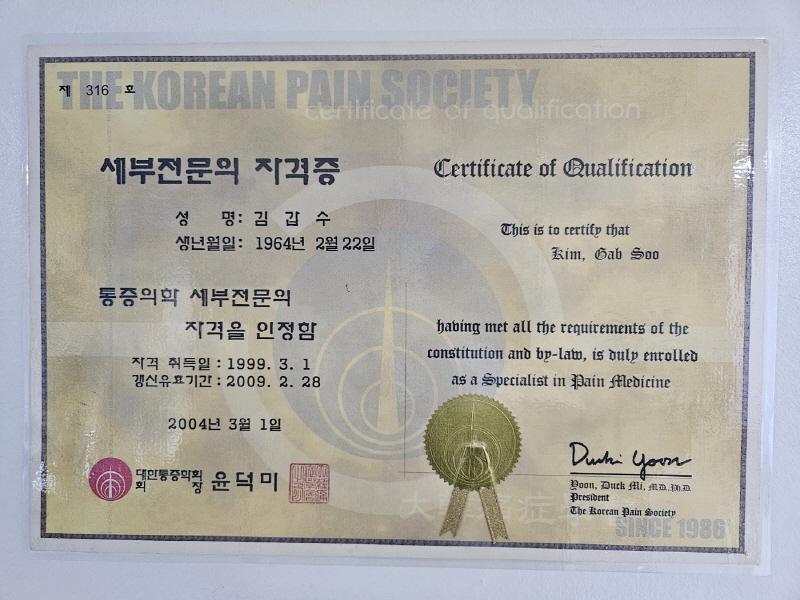 THE KOREAN PAIN SOCIETY
certificate of qualification
제 316 호
세부전문의 자격증
성 명: 김 갑 수
생년월일: 1964년 2월 22일
통증의학 세부전문의
자격을 인정함
자격 취득일 : 1999. 3. 1
갱신유효기간 : 2009. 2. 28
2004년 3월 1일
대한통증학회
회 장 윤덕미
Certificate of Qualification
This is to certify that
Kim, Gab Soo
having met all the requirements of the
constitution and by-law, is duly enrolled
as a Specialist in Pain Medicine
Duck Yoon
Yoon, Duck Mi, M.D., Ph.D.
President
The Korean Pain Society
SINCE 1986